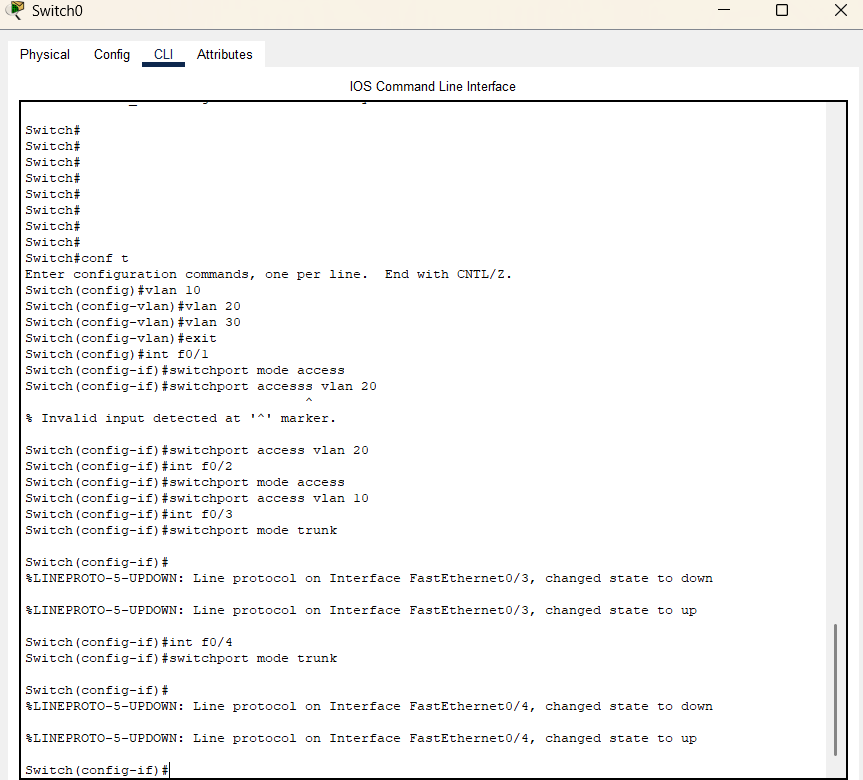 Switch0
Physical Config CLI Attributes
IOS Command Line Interface
Switch#
Switch#
Switch#
Switch#
Switch#
Switch#
Switch#
Switch#
Switch#conf t
Enter configuration commands, one per line.  End with CNTL/Z.
Switch(config)#vlan 10
Switch(config-vlan)#vlan 20
Switch(config-vlan)#vlan 30
Switch(config-vlan)#exit
Switch(config)#int f0/1
Switch(config-if)#switchport mode access
Switch(config-if)#switchport accesss vlan 20
^
% Invalid input detected at '^' marker.
Switch(config-if)#switchport access vlan 20
Switch(config-if)#int f0/2
Switch(config-if)#switchport mode access
Switch(config-if)#switchport access vlan 10
Switch(config-if)#int f0/3
Switch(config-if)#switchport mode trunk
Switch(config-if)#
%LINEPROTO-5-UPDOWN: Line protocol on Interface FastEthernet0/3, changed state to down
%LINEPROTO-5-UPDOWN: Line protocol on Interface FastEthernet0/3, changed state to up
Switch(config-if)#int f0/4
Switch(config-if)#switchport mode trunk
Switch(config-if)#
%LINEPROTO-5-UPDOWN: Line protocol on Interface FastEthernet0/4, changed state to down
%LINEPROTO-5-UPDOWN: Line protocol on Interface FastEthernet0/4, changed state to up
Switch(config-if)#